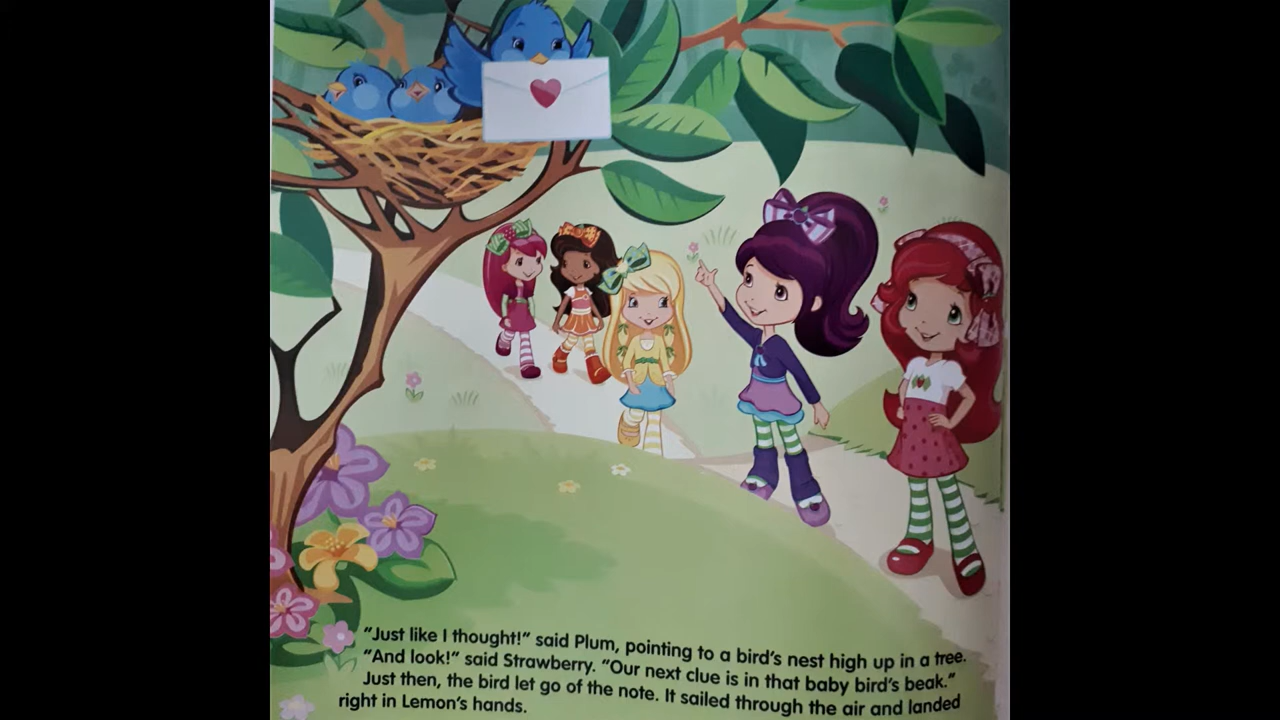 “Just like I thought!” said Plum, pointing to a bird’s nest high up in a tree.
“And look!” said Strawberry. “Our next clue is in that baby bird’s beak.”
Just then, the bird let go of the note. It sailed through the air and landed
right in Lemon’s hands.